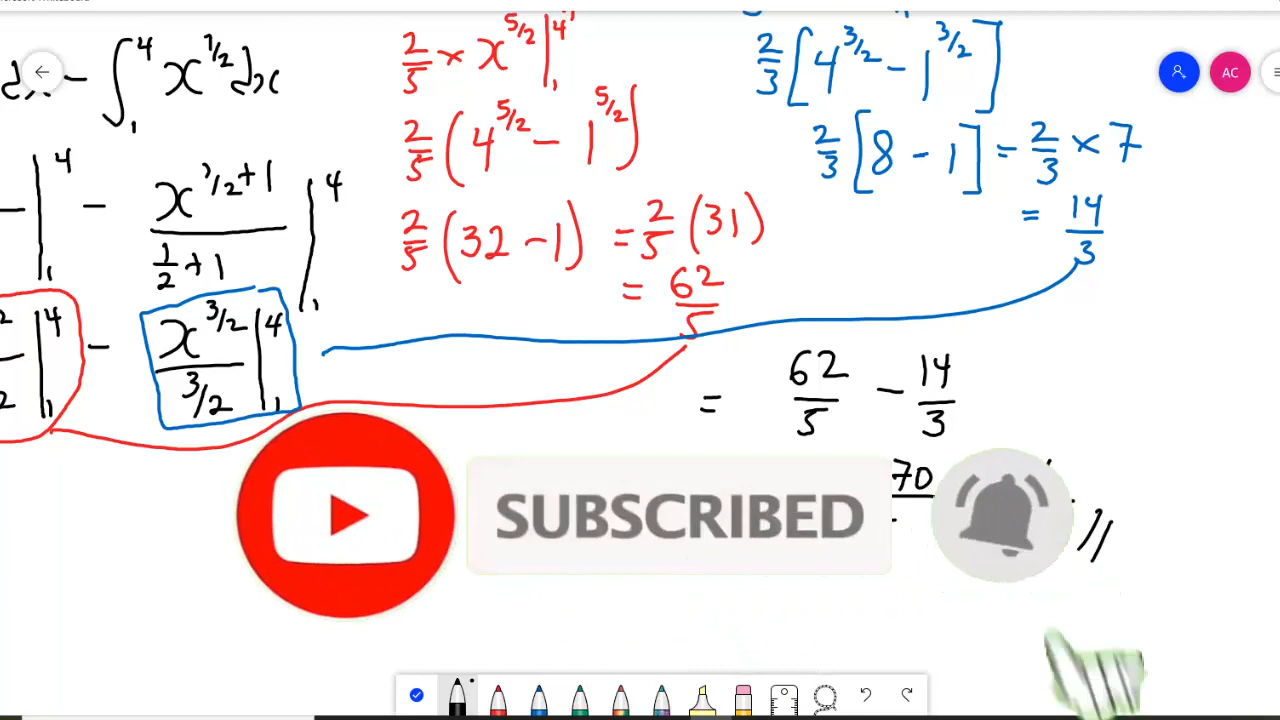 dx - ∫₁⁴ x^{1/2} dx
|₁⁴ - x^{1/2+1} / (1/2+1) |₁⁴
|₁⁴ - x^{3/2} / (3/2) |₁⁴
2/5 × x^{5/2} |₁⁴
2/5 (4^{5/2} - 1^{5/2})
2/5 (32 - 1) = 2/5 (31)
= 62/5
2/3 [4^{3/2} - 1^{3/2}]
2/3 [8 - 1] = 2/3 × 7
= 14/3
= 62/5 - 14/3
70
//
SUBSCRIBED
AC